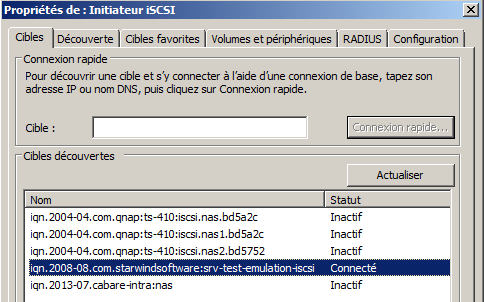 Propriétés de : Initiateur iSCSI
Cibles
Découverte
Cibles favorites
Volumes et périphériques
RADIUS
Configuration
Connexion rapide
Pour découvrir une cible et s'y connecter à l'aide d'une connexion de base, tapez son
adresse IP ou nom DNS, puis cliquez sur Connexion rapide.
Cible :
Connexion rapide...
Cibles découvertes
Actualiser
Nom
Statut
iqn.2004-04.com.qnap:ts-410:iscsi.nas.bd5a2c
Inactif
iqn.2004-04.com.qnap:ts-410:iscsi.nas1.bd5a2c
Inactif
iqn.2004-04.com.qnap:ts-410:iscsi.nas2.bd5752
Inactif
iqn.2008-08.com.starwindsoftware:srv-test-emulation-iscsi
Connecté
iqn.2013-07.cabare-intra:nas
Inactif